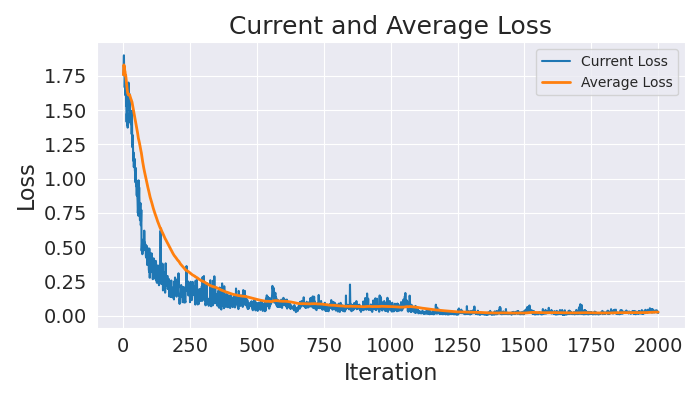 Current and Average Loss
Current Loss
Average Loss
Loss
1.75
1.50
1.25
1.00
0.75
0.50
0.25
0.00
0 250 500 750 1000 1250 1500 1750 2000
Iteration